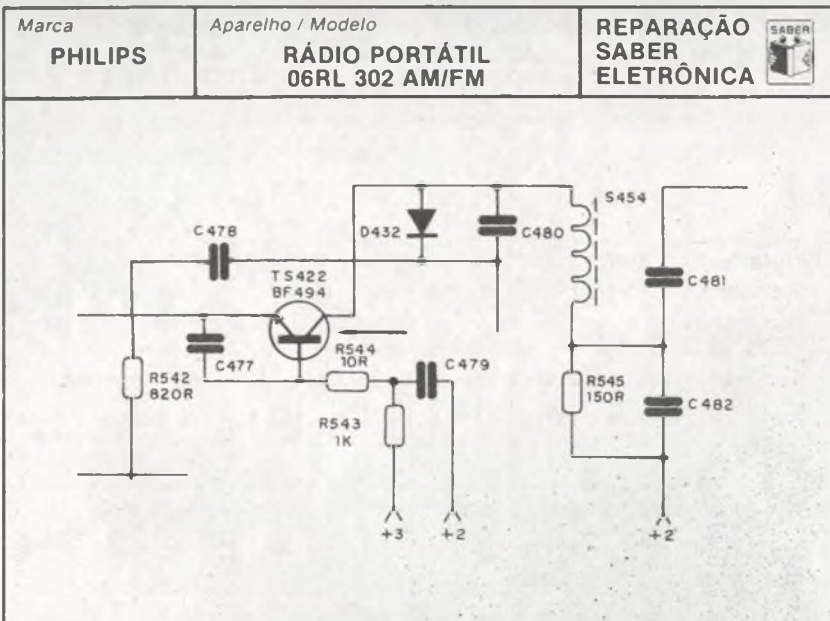 Marca
PHILIPS
Aparelho / Modelo
RÁDIO PORTÁTIL
06RL 302 AM/FM
REPARAÇÃO
SABER
ELETRÔNICA
SABER
S454
C478
D432
C480
TS422
BF494
C481
R544
10R
C479
C477
R542
820R
R545
150R
C482
R543
1K
+3
+2
+2